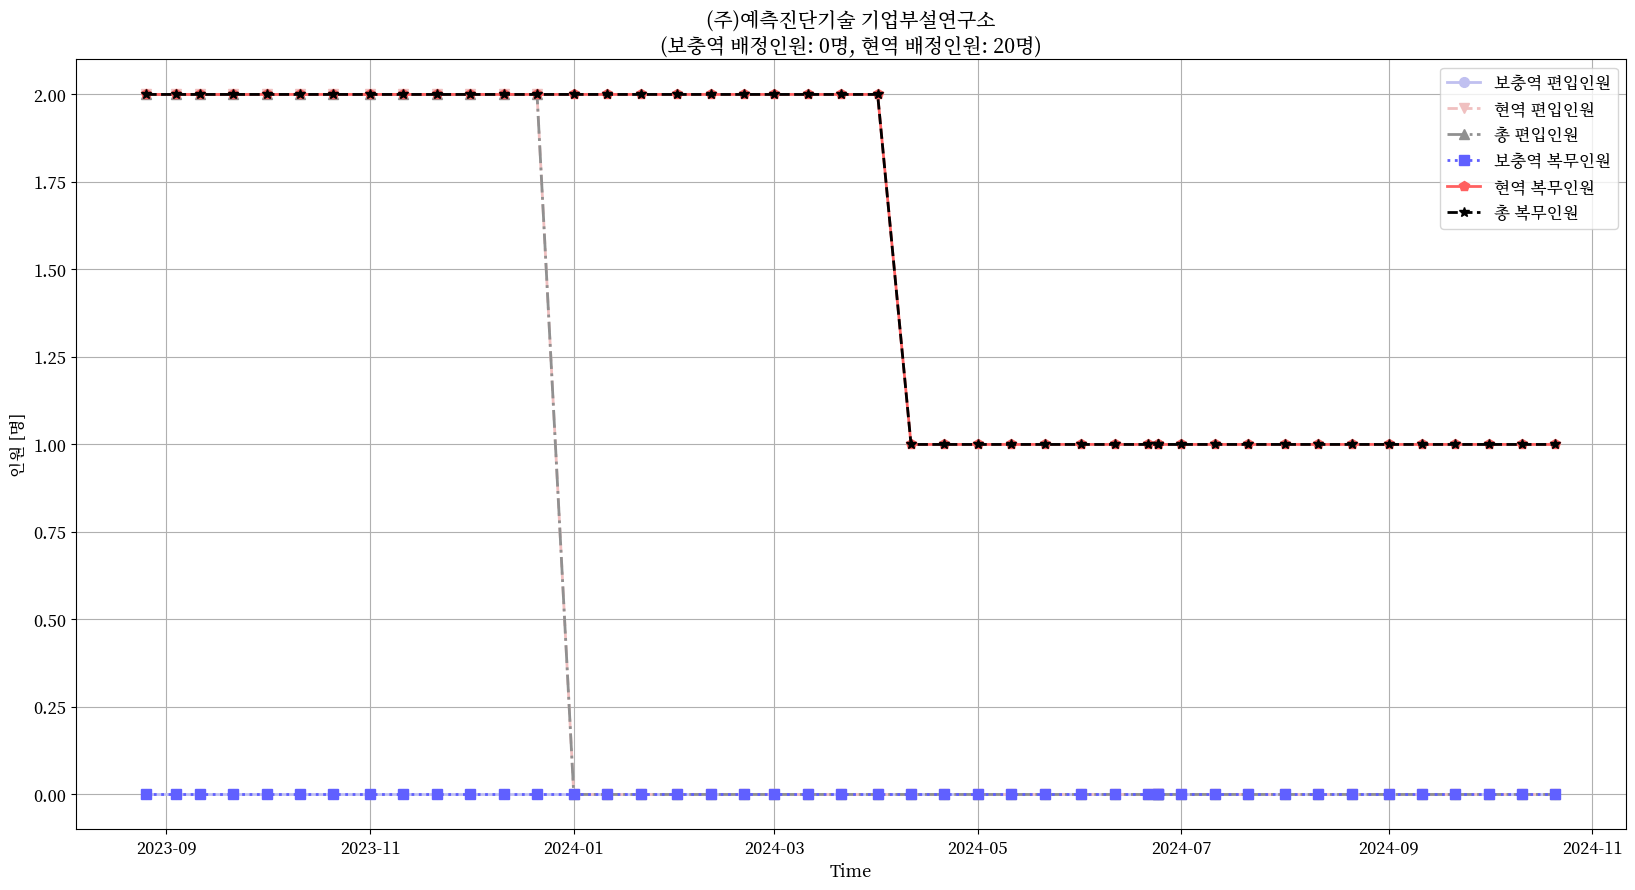 (주)예측진단기술 기업부설연구소
(보충역 배정인원: 0명, 현역 배정인원: 20명)
보충역 편입인원
현역 편입인원
총 편입인원
보충역 복무인원
현역 복무인원
총 복무인원
인원 [명]
2.00
1.75
1.50
1.25
1.00
0.75
0.50
0.25
0.00
2023-09 2023-11 2024-01 2024-03 2024-05 2024-07 2024-09 2024-11
Time